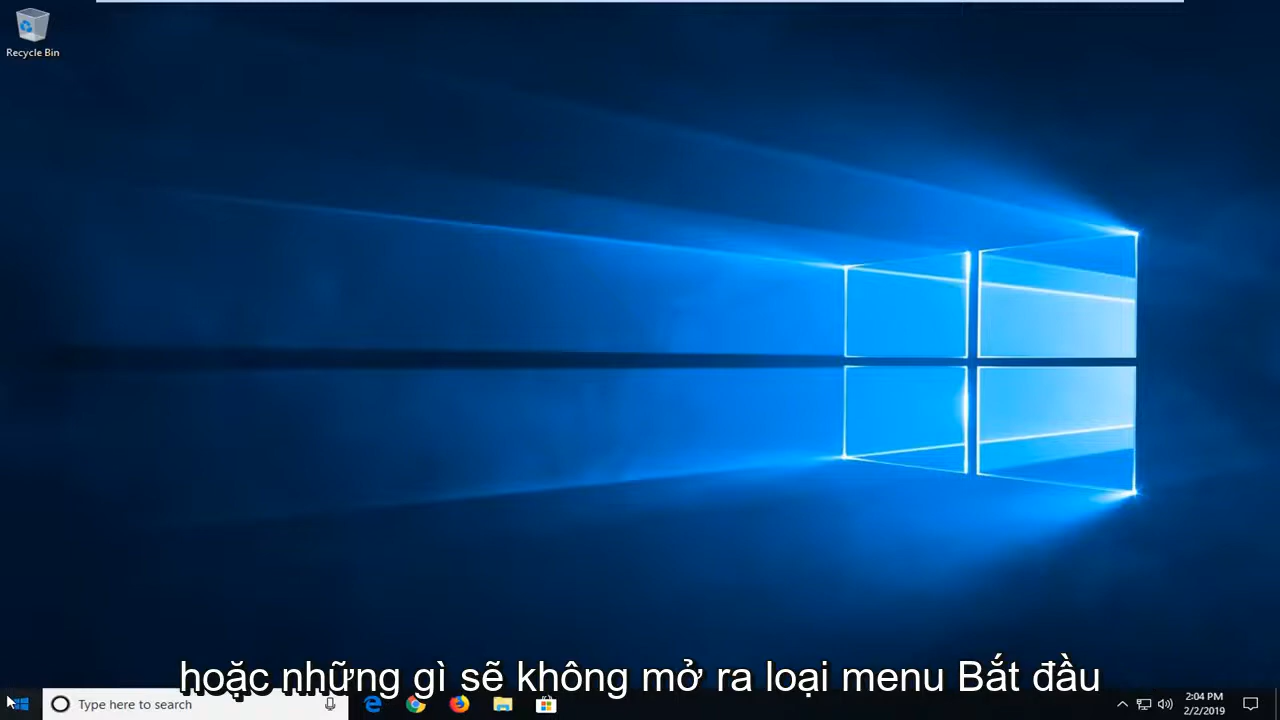 Recycle Bin
hoặc những gì sẽ không mở ra loại menu Bắt đầu
Type here to search
2:04 PM
2/2/2019